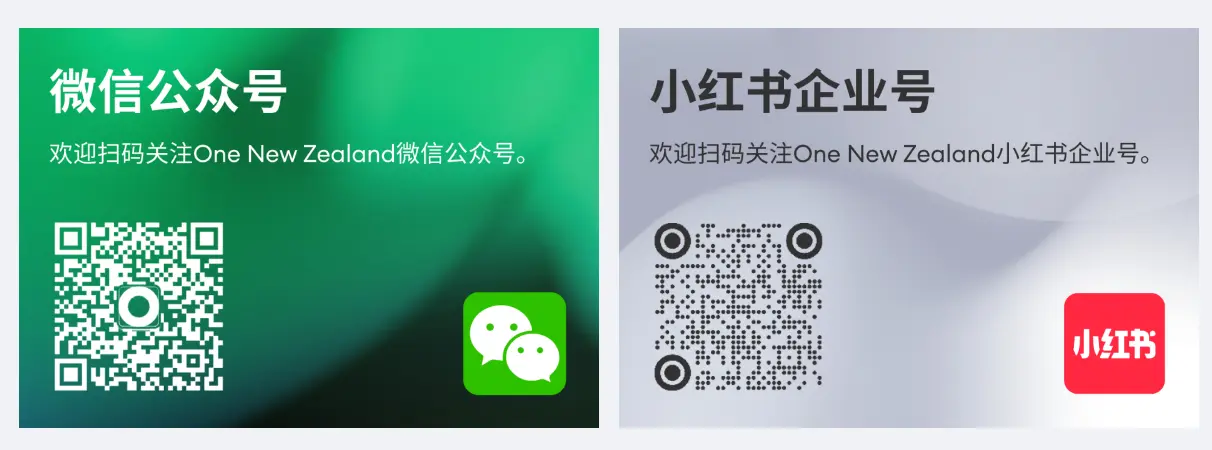 微信公众号
欢迎扫码关注One New Zealand微信公众号。
小红书企业号
欢迎扫码关注One New Zealand小红书企业号。
小红书